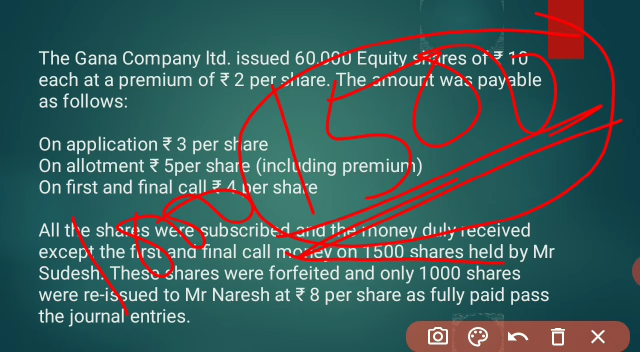 The Gana Company ltd. issued 60.000 Equity shares of ₹ 10
each at a premium of ₹ 2 per share. The amount was payable
as follows:
On application ₹ 3 per share
On allotment ₹ 5per share (including premium)
On first and final call ₹ 4 per share
1500
All the shares were subscribed and the money duly received
except the first and final call money on 1500 shares held by Mr
Sudesh. These shares were forfeited and only 1000 shares
were re-issued to Mr Naresh at ₹ 8 per share as fully paid pass
the journal entries.